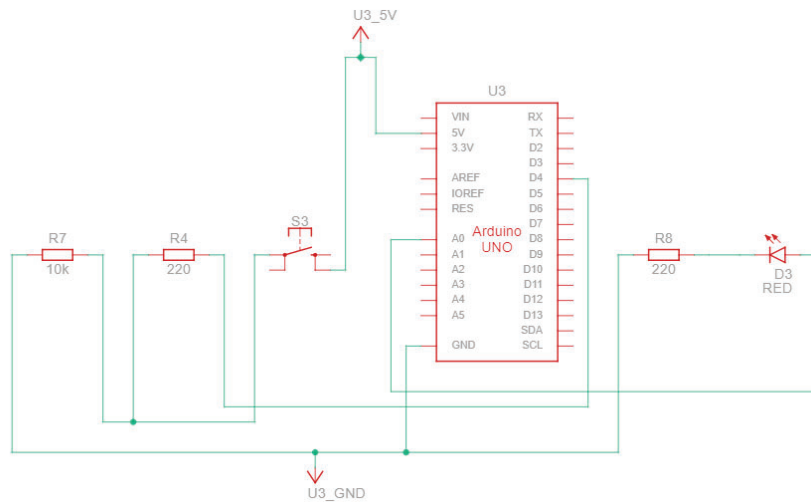 U3_5V
U3
VIN
RX
5V
TX
3.3V
D2
D3
AREF
D4
IOREF
D5
RES
D6
D7
S3
R7
R4
Arduino
UNO
A0
D8
R8
A1
D9
10k
220
A2
D10
220
D3
RED
A3
D11
A4
D12
A5
D13
SDA
GND
SCL
U3_GND